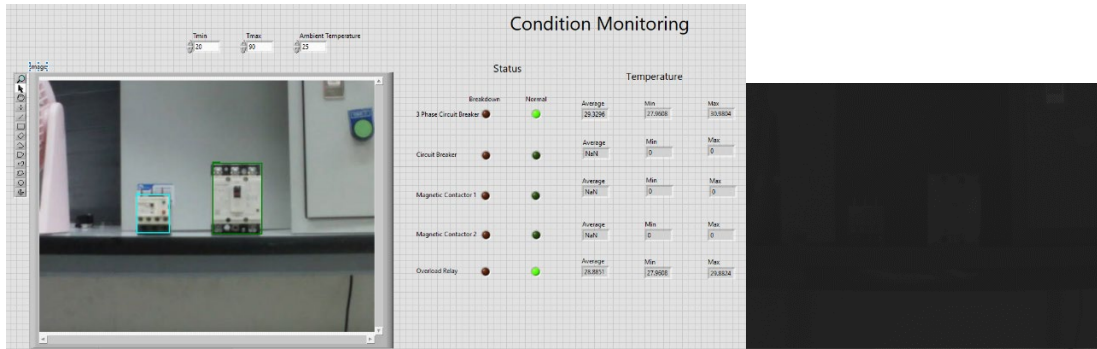 Condition Monitoring
Tmin Tmax Ambient Temperature
20 90 25
Image
Status Temperature
Breakdown Normal Average Min Max
3 Phase Circuit Breaker 29.3296 27.9608 30.9804
Average Min Max
Circuit Breaker NaN 0 0
Average Min Max
Magnetic Contactor 1 NaN 0 0
Average Min Max
Magnetic Contactor 2 NaN 0 0
Average Min Max
Overload Relay 28.8851 27.9608 29.8824